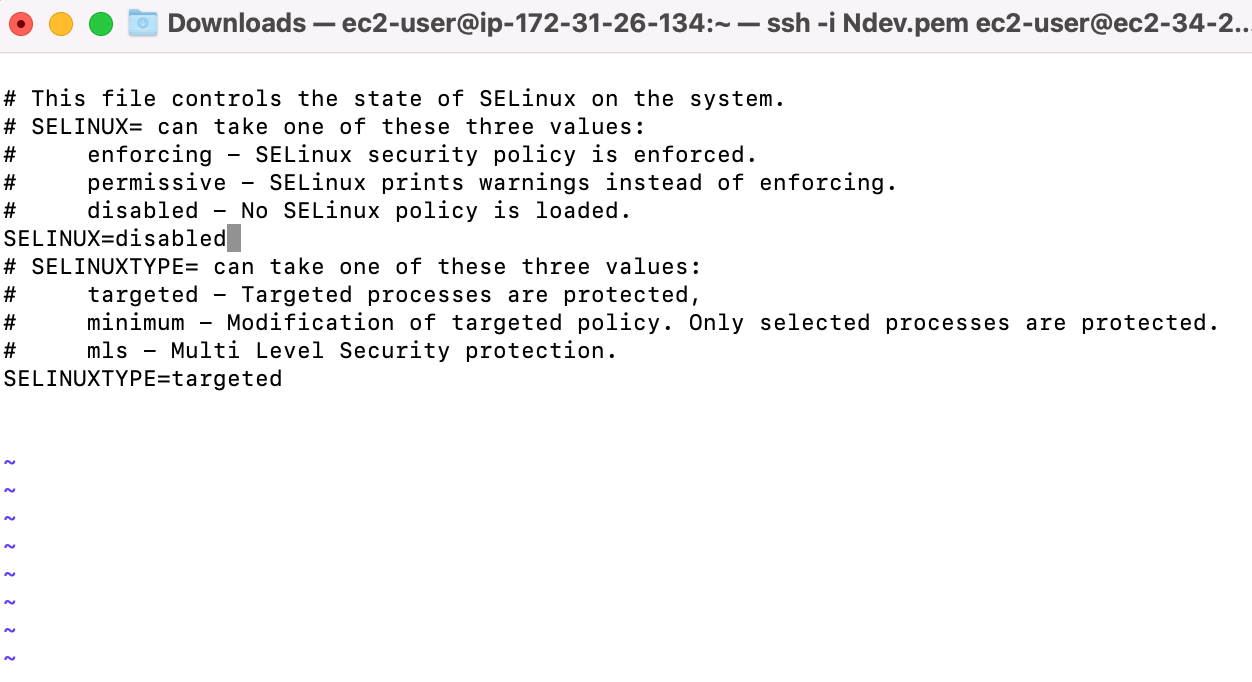 Downloads — ec2-user@ip-172-31-26-134:~ — ssh -i Ndev.pem ec2-user@ec2-34-2...
# This file controls the state of SELinux on the system.
# SELINUX= can take one of these three values:
#     enforcing – SELinux security policy is enforced.
#     permissive – SELinux prints warnings instead of enforcing.
#     disabled – No SELinux policy is loaded.
SELINUX=disabled
# SELINUXTYPE= can take one of these three values:
#     targeted – Targeted processes are protected,
#     minimum – Modification of targeted policy. Only selected processes are protected.
#     mls – Multi Level Security protection.
SELINUXTYPE=targeted
~
~
~
~
~
~
~
~